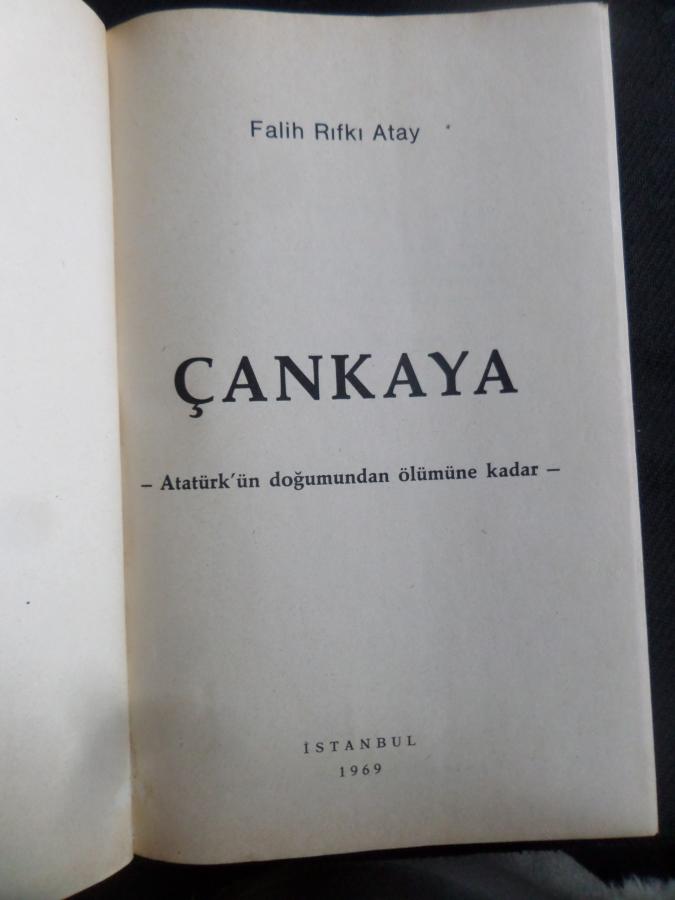 Falih Rıfkı Atay
ÇANKAYA
– Atatürk'ün doğumundan ölümüne kadar –
İSTANBUL
1969